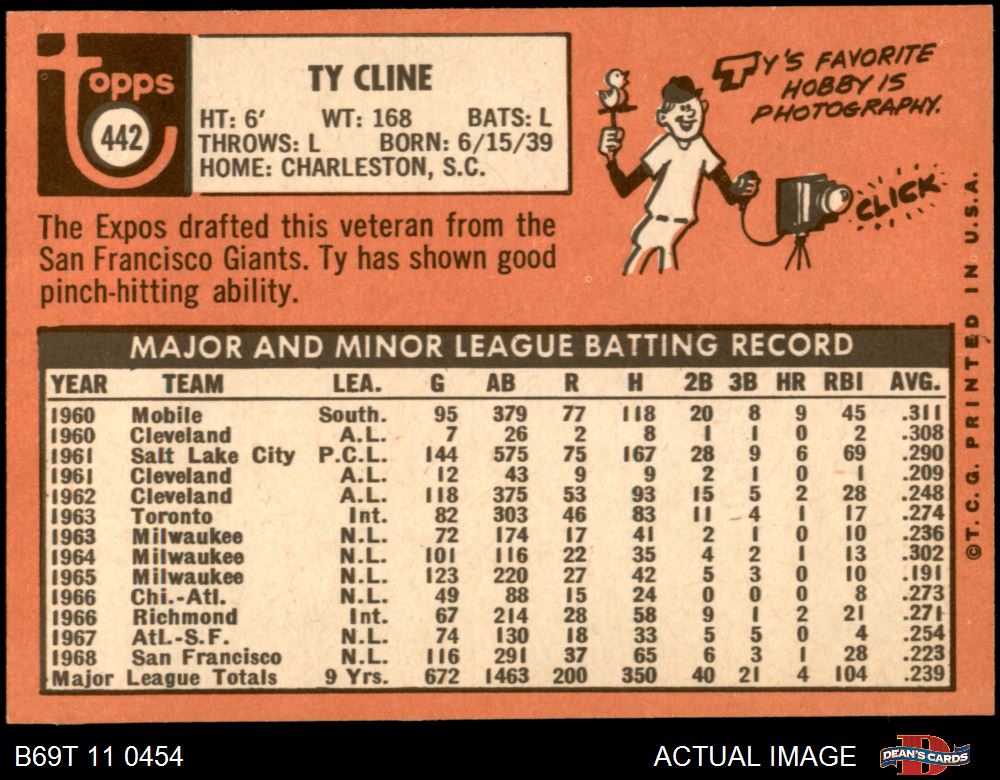 Topps
442
TY CLINE
HT: 6' WT: 168 BATS: L
THROWS: L BORN: 6/15/39
HOME: CHARLESTON, S.C.
TY'S FAVORITE
HOBBY IS
PHOTOGRAPHY.
CLICK
The Expos drafted this veteran from the
San Francisco Giants. Ty has shown good
pinch-hitting ability.
MAJOR AND MINOR LEAGUE BATTING RECORD
YEAR TEAM LEA. G AB R H 2B 3B HR RBI AVG.
1960 Mobile South. 95 379 77 118 20 8 9 45 .311
1960 Cleveland A.L. 7 26 2 8 1 1 0 2 .308
1961 Salt Lake City P.C.L. 144 575 75 167 28 9 6 69 .290
1961 Cleveland A.L. 12 43 9 9 2 1 0 1 .209
1962 Cleveland A.L. 118 375 53 93 15 5 2 28 .248
1963 Toronto Int. 82 303 46 83 11 4 1 17 .274
1963 Milwaukee N.L. 72 174 17 41 2 1 0 10 .236
1964 Milwaukee N.L. 101 116 22 35 4 2 1 13 .302
1965 Milwaukee N.L. 123 220 27 42 5 3 0 10 .191
1966 Chi.-Atl. N.L. 49 88 15 24 0 0 0 8 .273
1966 Richmond Int. 67 214 28 58 9 1 2 21 .271
1967 Atl.-S.F. N.L. 74 130 18 33 5 5 0 4 .254
1968 San Francisco N.L. 116 291 37 65 6 3 1 28 .223
Major League Totals 9 Yrs. 672 1463 200 350 40 21 4 104 .239
© T. C. G. PRINTED IN U.S.A.
B69T 11 0454
ACTUAL IMAGE
DEAN'S CARDS